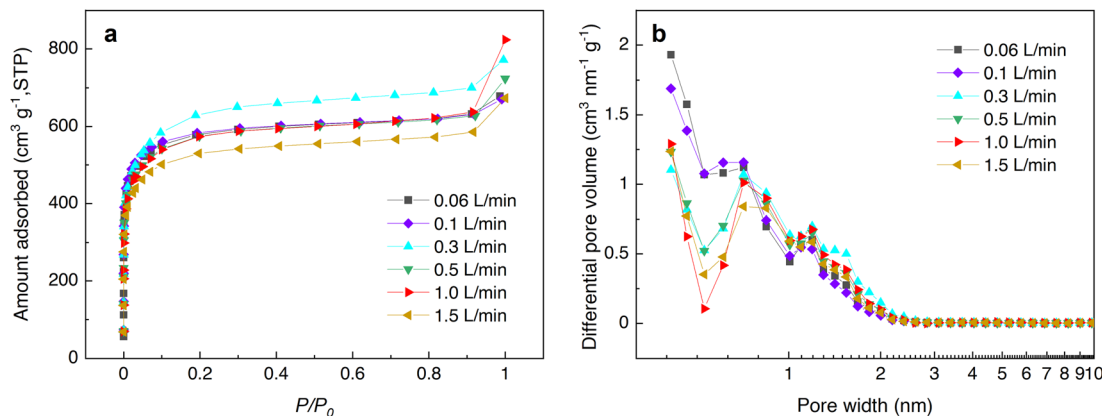 a
Amount adsorbed (cm³ g⁻¹,STP)
800
600
400
200
0
0
0.2
0.4
0.6
0.8
1
P/P₀
0.06 L/min
0.1 L/min
0.3 L/min
0.5 L/min
1.0 L/min
1.5 L/min
b
Differential pore volume (cm³ nm⁻¹ g⁻¹)
2
1.5
1
0.5
0
1
2
3
4
5
6
7
8
9
10
Pore width (nm)
0.06 L/min
0.1 L/min
0.3 L/min
0.5 L/min
1.0 L/min
1.5 L/min